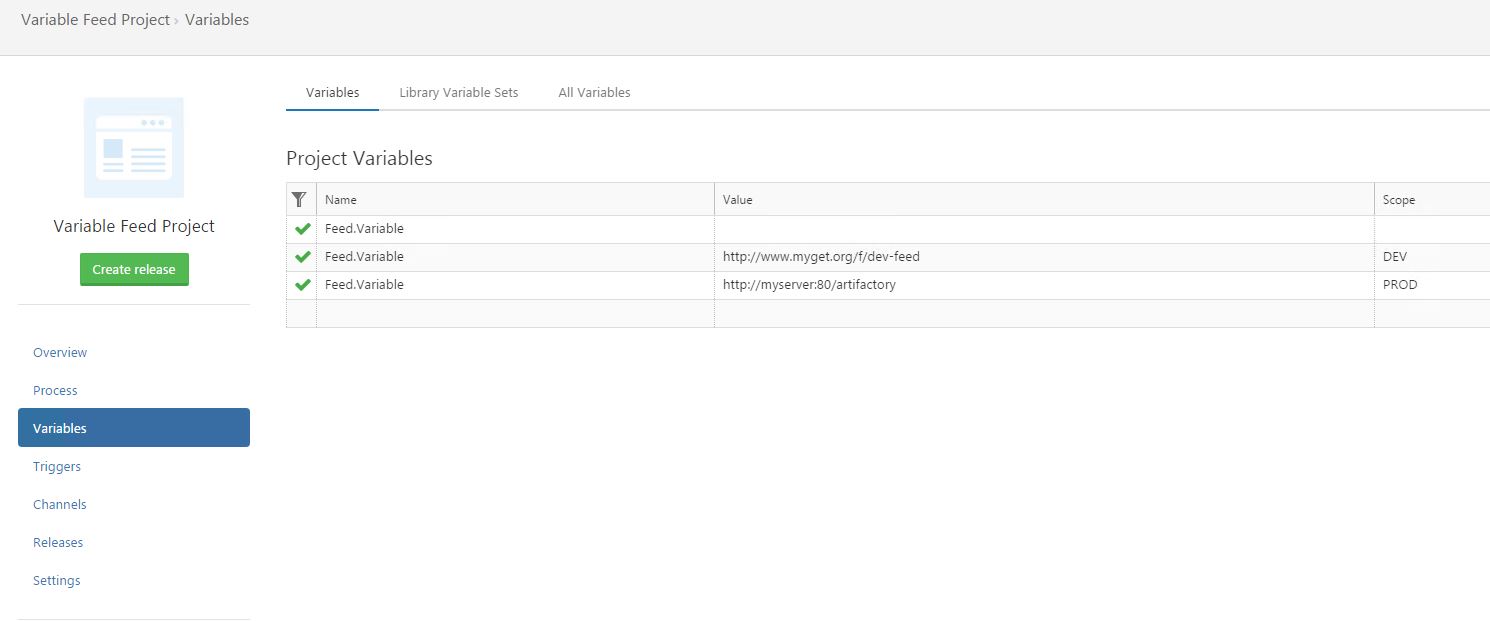 Variable Feed Project › Variables
Variables Library Variable Sets All Variables
Project Variables
Name Value Scope
Feed.Variable
Feed.Variable http://www.myget.org/f/dev-feed DEV
Feed.Variable http://myserver:80/artifactory PROD
Variable Feed Project
Create release
Overview
Process
Variables
Triggers
Channels
Releases
Settings